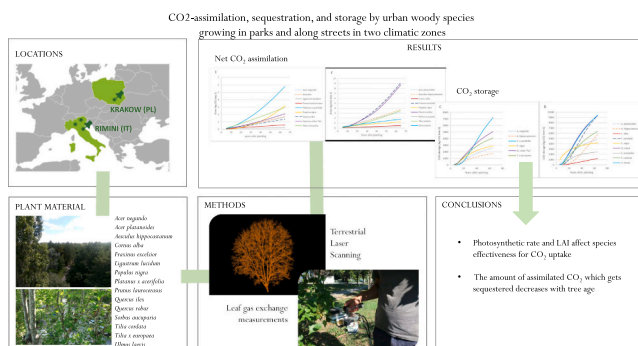 CO2-assimilation, sequestration, and storage by urban woody species
growing in parks and along streets in two climatic zones
LOCATIONS
KRAKOW (PL)
RIMINI (IT)
RESULTS
Net CO2 assimilation
CO2 storage
PLANT MATERIAL
Acer negundo
Acer platanoides
Aesculus hippocastanum
Cornus alba
Fraxinus excelsior
Ligustrum lucidum
Populus nigra
Platanus x acerifolia
Prunus laurocerasus
Quercus ilex
Quercus robur
Sorbus aucuparia
Tilia cordata
Tilia x europaea
Ulmus laevis
METHODS
Terrestrial
Laser
Scanning
Leaf gas exchange
measurements
CONCLUSIONS
• Photosynthetic rate and LAI affect species
effectiveness for CO2 uptake
• The amount of assimilated CO2 which gets
sequestered decreases with tree age